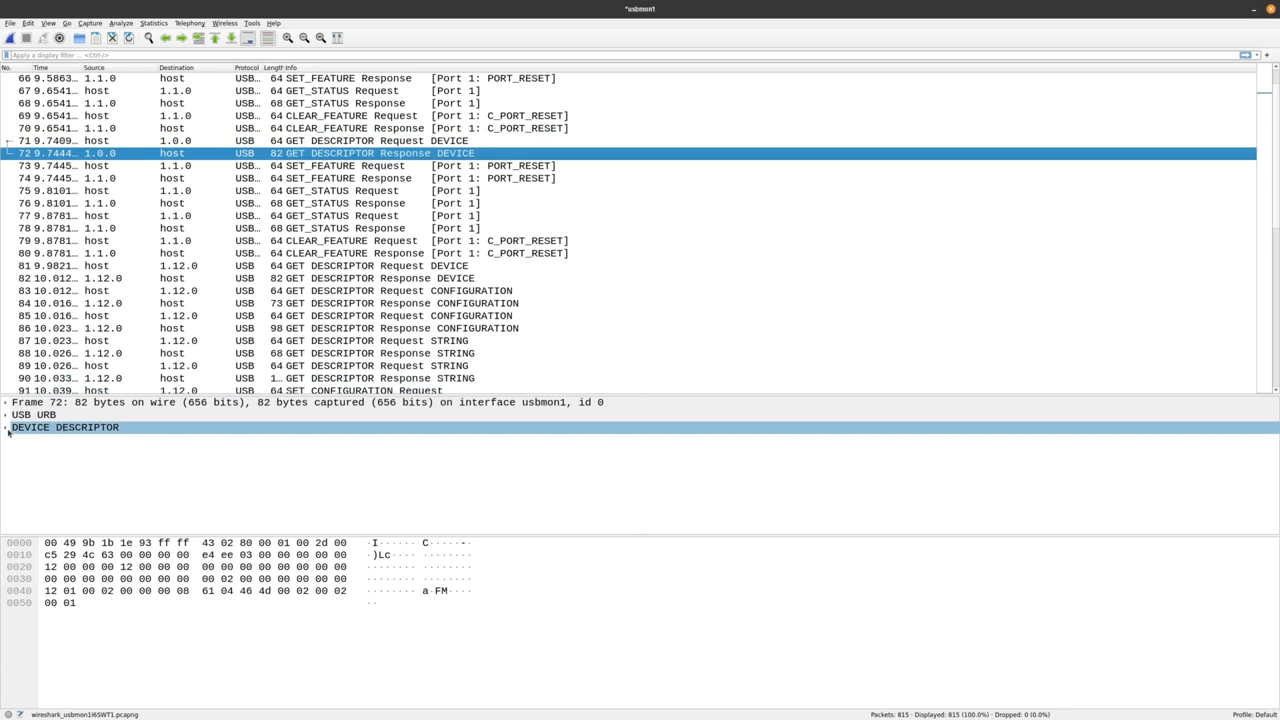 *usbmon1
File Edit View Go Capture Analyze Statistics Telephony Wireless Tools Help
Apply a display filter ... <Ctrl-/>
No. Time Source Destination Protocol Length Info
66 9.5863… 1.1.0 host USB… 64 SET_FEATURE Response [Port 1: PORT_RESET]
67 9.6541… host 1.1.0 USB… 64 GET_STATUS Request [Port 1]
68 9.6541… 1.1.0 host USB… 68 GET_STATUS Response [Port 1]
69 9.6541… host 1.1.0 USB… 64 CLEAR_FEATURE Request [Port 1: C_PORT_RESET]
70 9.6541… 1.1.0 host USB… 64 CLEAR_FEATURE Response [Port 1: C_PORT_RESET]
71 9.7409… host 1.0.0 USB 64 GET DESCRIPTOR Request DEVICE
72 9.7444… 1.0.0 host USB 82 GET DESCRIPTOR Response DEVICE
73 9.7445… host 1.1.0 USB… 64 SET_FEATURE Request [Port 1: PORT_RESET]
74 9.7445… 1.1.0 host USB… 64 SET_FEATURE Response [Port 1: PORT_RESET]
75 9.8101… host 1.1.0 USB… 64 GET_STATUS Request [Port 1]
76 9.8101… 1.1.0 host USB… 68 GET_STATUS Response [Port 1]
77 9.8781… host 1.1.0 USB… 64 GET_STATUS Request [Port 1]
78 9.8781… 1.1.0 host USB… 68 GET_STATUS Response [Port 1]
79 9.8781… host 1.1.0 USB… 64 CLEAR_FEATURE Request [Port 1: C_PORT_RESET]
80 9.8781… 1.1.0 host USB… 64 CLEAR_FEATURE Response [Port 1: C_PORT_RESET]
81 9.9821… host 1.12.0 USB 64 GET DESCRIPTOR Request DEVICE
82 10.012… 1.12.0 host USB 82 GET DESCRIPTOR Response DEVICE
83 10.012… host 1.12.0 USB 64 GET DESCRIPTOR Request CONFIGURATION
84 10.016… 1.12.0 host USB 73 GET DESCRIPTOR Response CONFIGURATION
85 10.016… host 1.12.0 USB 64 GET DESCRIPTOR Request CONFIGURATION
86 10.023… 1.12.0 host USB 98 GET DESCRIPTOR Response CONFIGURATION
87 10.023… host 1.12.0 USB 64 GET DESCRIPTOR Request STRING
88 10.026… 1.12.0 host USB 68 GET DESCRIPTOR Response STRING
89 10.026… host 1.12.0 USB 64 GET DESCRIPTOR Request STRING
90 10.033… 1.12.0 host USB 1… GET DESCRIPTOR Response STRING
91 10.039… host 1.12.0 USB 64 SET CONFIGURATION Request
Frame 72: 82 bytes on wire (656 bits), 82 bytes captured (656 bits) on interface usbmon1, id 0
USB URB
DEVICE DESCRIPTOR
0000 00 49 9b 1b 1e 93 ff ff 43 02 80 00 01 00 2d 00 ·I······ C·····-·
0010 c5 29 4c 63 00 00 00 00 e4 ee 03 00 00 00 00 00 ·)Lc···· ········
0020 12 00 00 00 12 00 00 00 00 00 00 00 00 00 00 00 ········ ········
0030 00 00 00 00 00 00 00 00 00 02 00 00 00 00 00 00 ········ ········
0040 12 01 00 02 00 00 00 08 61 04 46 4d 00 02 00 02 ········ a·FM····
0050 00 01 ··
wireshark_usbmon1I6SWT1.pcapng Packets: 815 · Displayed: 815 (100.0%) · Dropped: 0 (0.0%) Profile: Default